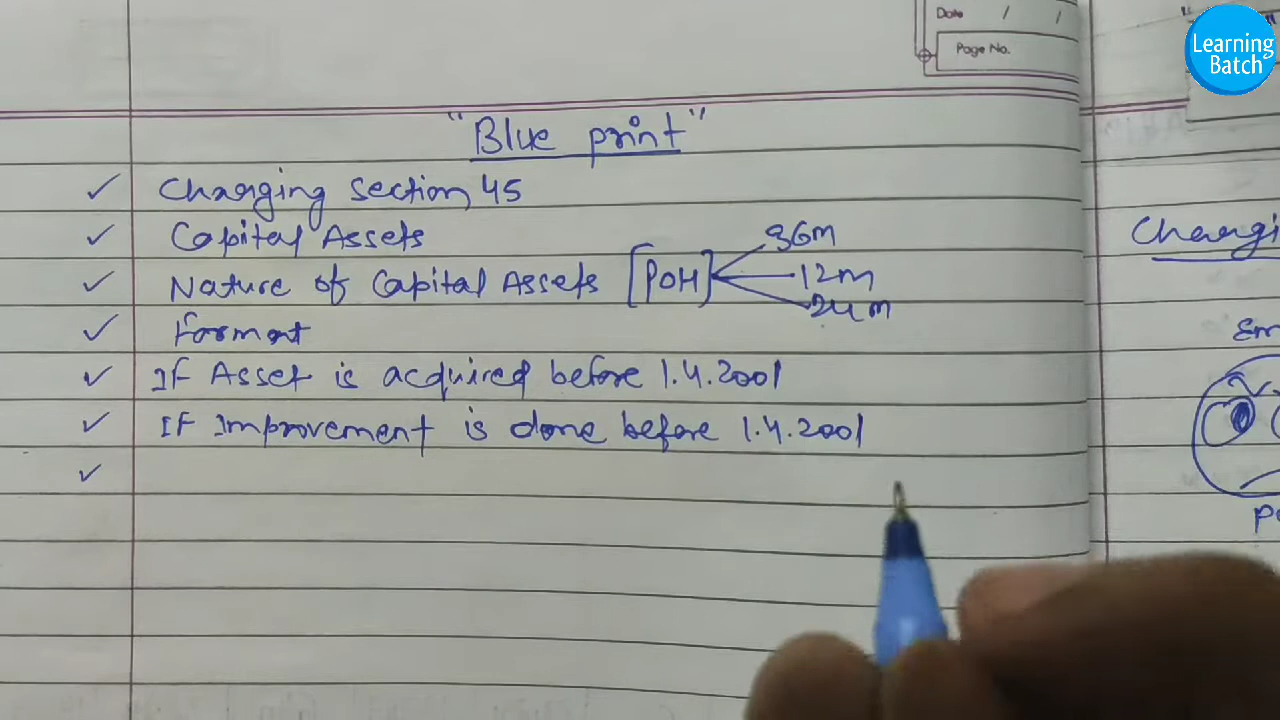 Date / /
Page No.
Learning
Batch
"Blue print"
✓ Charging section 45
✓ Capital Assets
✓ Nature of Capital Assets [POH] 36m
12m
24m
✓ Format
✓ If Asset is acquired before 1.4.2001
✓ If Improvement is done before 1.4.2001
✓